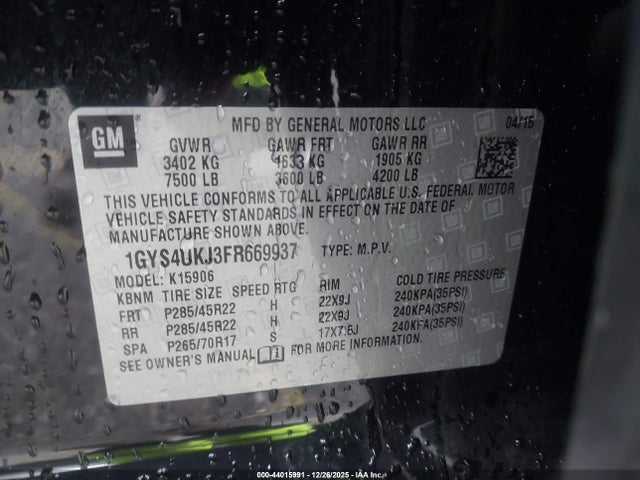 GM
MFD BY GENERAL MOTORS LLC 04/15
GVWR GAWR FRT GAWR RR
3402 KG 1633 KG 1905 KG
7500 LB 3600 LB 4200 LB
THIS VEHICLE CONFORMS TO ALL APPLICABLE U.S. FEDERAL MOTOR
VEHICLE SAFETY STANDARDS IN EFFECT ON THE DATE OF
MANUFACTURE SHOWN ABOVE.
1GYS4UKJ3FR669937 TYPE: M.P.V.
MODEL: K15906
KBNM TIRE SIZE SPEED RTG RIM COLD TIRE PRESSURE
FRT P285/45R22 H 22X9J 240KPA(35PSI)
RR P285/45R22 H 22X9J 240KPA(35PSI)
SPA P265/70R17 S 17X7.5J 240KPA(35PSI)
SEE OWNER'S MANUAL FOR MORE INFORMATION.
000-44015991 - 12/26/2025 - IAA Inc.